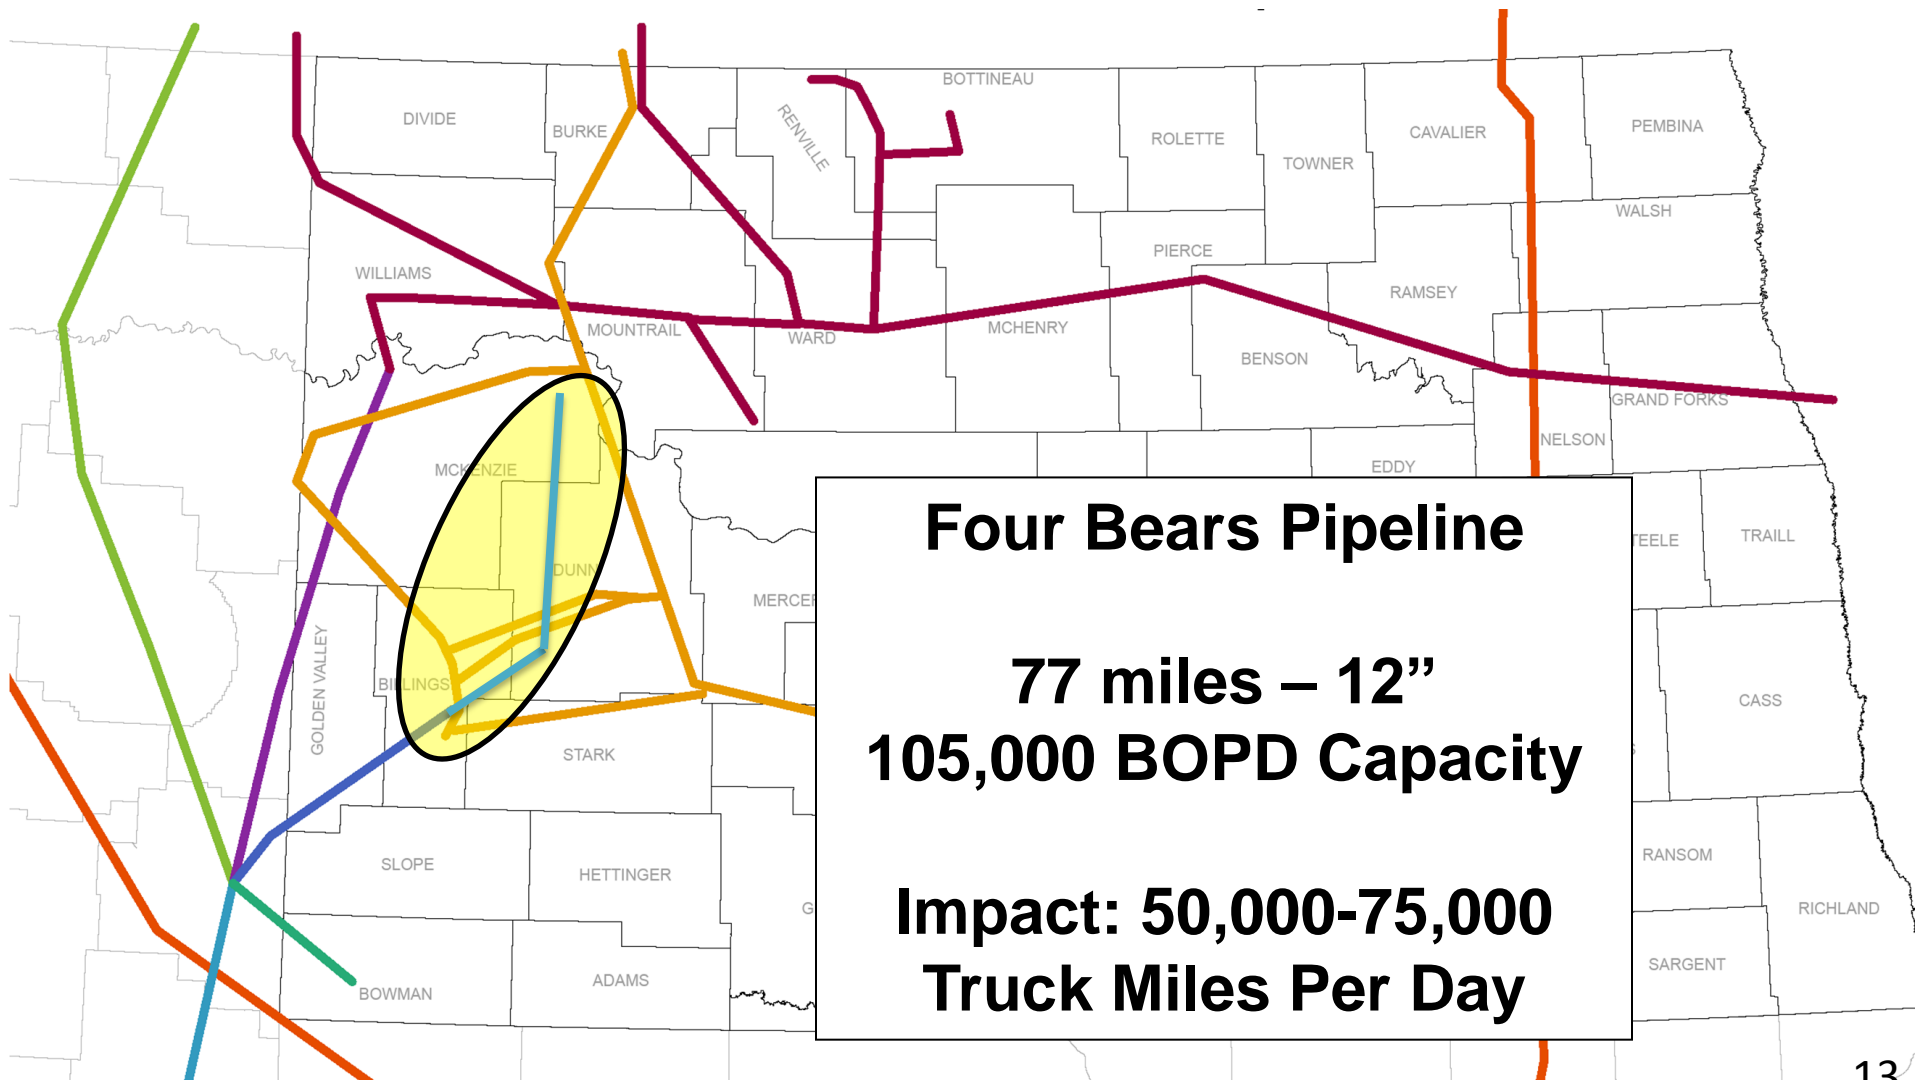 BOTTINEAU
DIVIDE
BURKE
RENVILLE
ROLETTE
TOWNER
CAVALIER
PEMBINA
WALSH
WILLIAMS
PIERCE
RAMSEY
MOUNTRAIL
WARD
MCHENRY
BENSON
GRAND FORKS
NELSON
MCKENZIE
EDDY
Four Bears Pipeline
77 miles – 12”
105,000 BOPD Capacity
Impact: 50,000-75,000
Truck Miles Per Day
TEELE
TRAILL
DUNN
MERCER
GOLDEN VALLEY
BILLINGS
CASS
STARK
SLOPE
HETTINGER
G
RANSOM
RICHLAND
SARGENT
BOWMAN
ADAMS
13